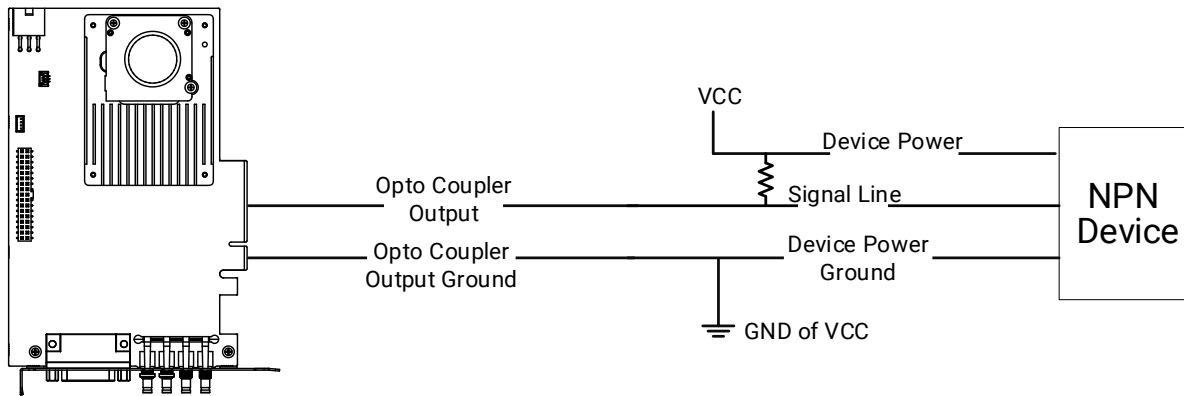 VCC
Device Power
Opto Coupler
Output
Signal Line
NPN
Device
Opto Coupler
Output Ground
Device Power
Ground
GND of VCC